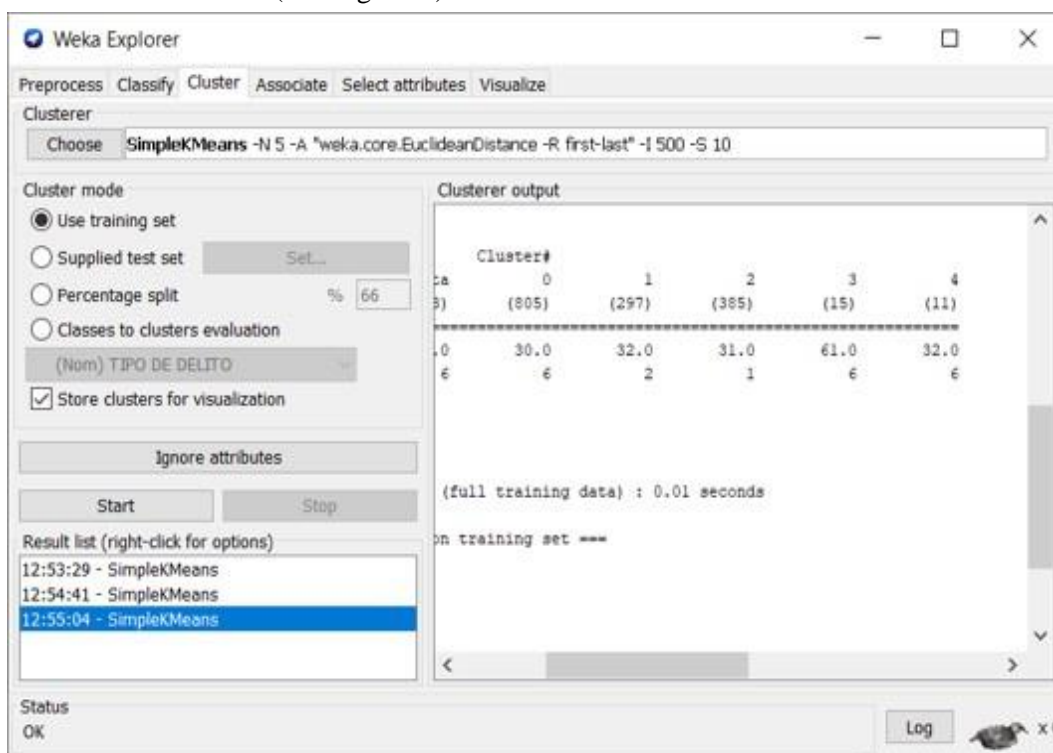 Weka Explorer
Preprocess Classify Cluster Associate Select attributes Visualize
Clusterer
Choose SimpleKMeans -N 5 -A "weka.core.EuclideanDistance -R first-last" -I 500 -S 10
Cluster mode
Use training set
Supplied test set Set...
Percentage split % 66
Classes to clusters evaluation
(Nom) TIPO DE DELITO
Store clusters for visualization
Ignore attributes
Start Stop
Result list (right-click for options)
12:53:29 - SimpleKMeans
12:54:41 - SimpleKMeans
12:55:04 - SimpleKMeans
Clusterer output
Cluster#
ta 0 1 2 3 4
3) (805) (297) (385) (15) (11)
==========================================================
.0 30.0 32.0 31.0 61.0 32.0
6 6 2 1 6 6
(full training data) : 0.01 seconds
on training set ===
Status
OK
Log
x